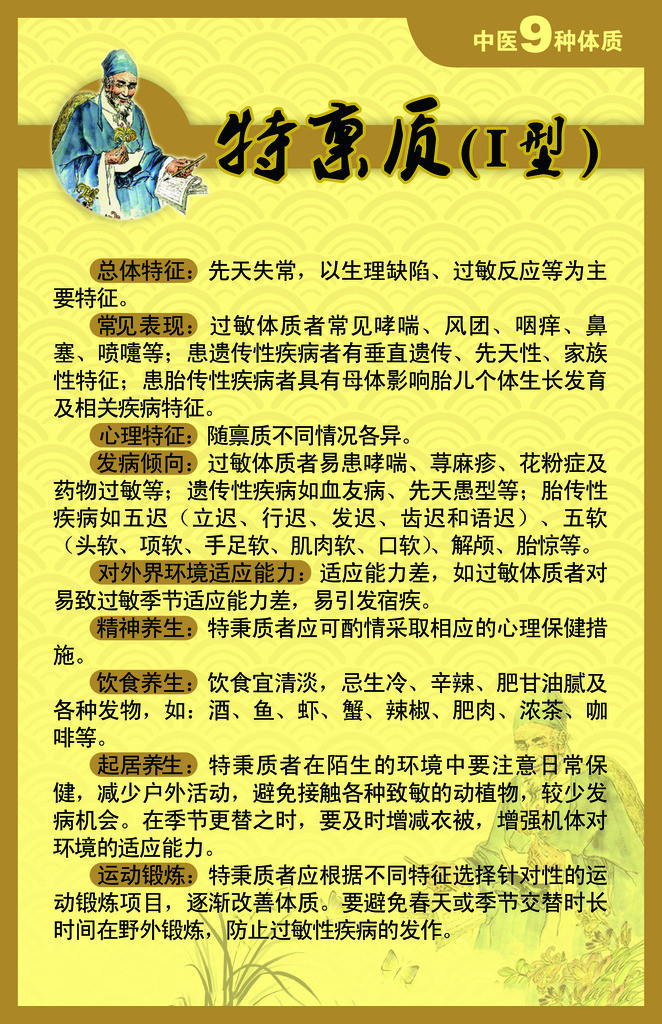 中医9种体质
特禀质(I型)
总体特征：先天失常，以生理缺陷、过敏反应等为主
要特征。
常见表现：过敏体质者常见哮喘、风团、咽痒、鼻
塞、喷嚏等；患遗传性疾病者有垂直遗传、先天性、家族
性特征；患胎传性疾病者具有母体影响胎儿个体生长发育
及相关疾病特征。
心理特征：随禀质不同情况各异。
发病倾向：过敏体质者易患哮喘、荨麻疹、花粉症及
药物过敏等；遗传性疾病如血友病、先天愚型等；胎传性
疾病如五迟（立迟、行迟、发迟、齿迟和语迟）、五软
（头软、项软、手足软、肌肉软、口软）、解颅、胎惊等。
对外界环境适应能力：适应能力差，如过敏体质者对
易致过敏季节适应能力差，易引发宿疾。
精神养生：特秉质者应可酌情采取相应的心理保健措
施。
饮食养生：饮食宜清淡，忌生冷、辛辣、肥甘油腻及
各种发物，如：酒、鱼、虾、蟹、辣椒、肥肉、浓茶、咖
啡等。
起居养生：特秉质者在陌生的环境中要注意日常保
健，减少户外活动，避免接触各种致敏的动植物，较少发
病机会。在季节更替之时，要及时增减衣被，增强机体对
环境的适应能力。
运动锻炼：特秉质者应根据不同特征选择针对性的运
动锻炼项目，逐渐改善体质。要避免春天或季节交替时长
时间在野外锻炼，防止过敏性疾病的发作。